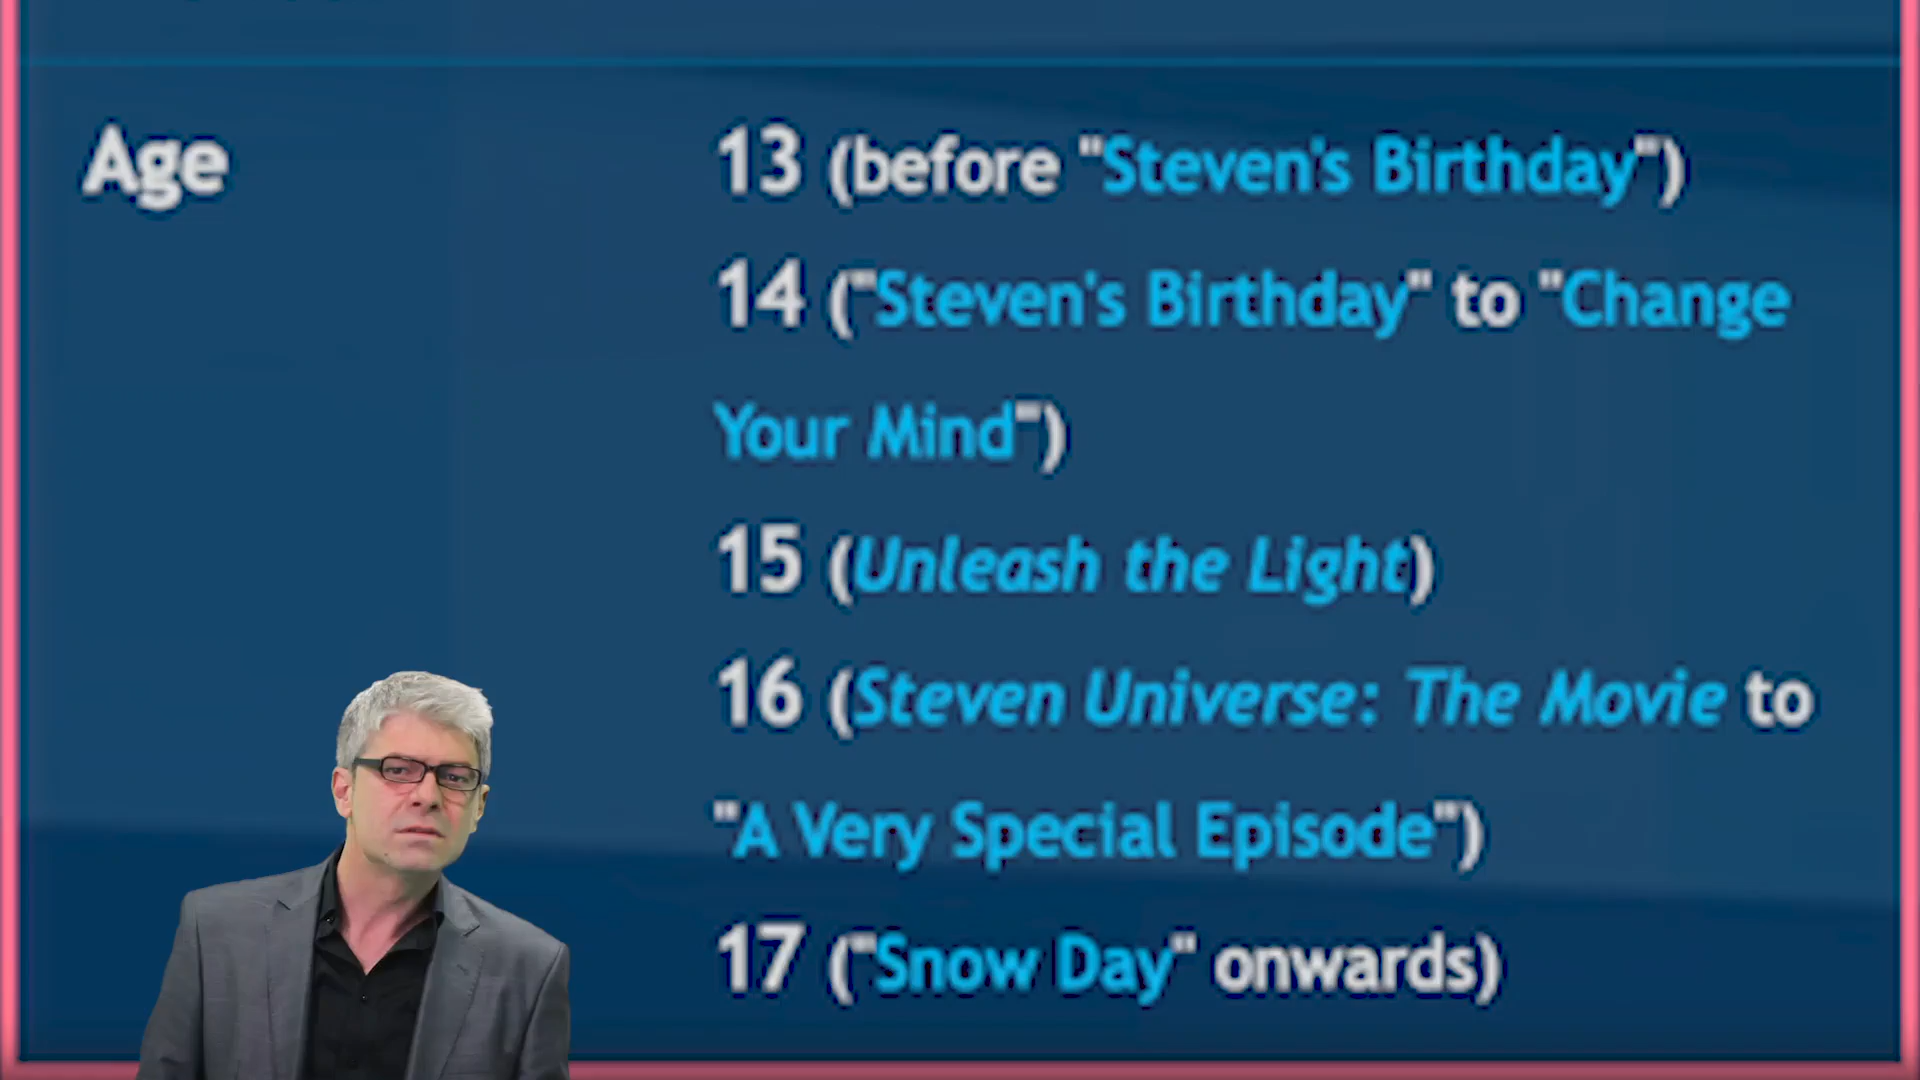 Age
13 (before "Steven's Birthday")
14 ("Steven's Birthday" to "Change
Your Mind")
15 (Unleash the Light)
16 (Steven Universe: The Movie to
"A Very Special Episode")
17 ("Snow Day" onwards)